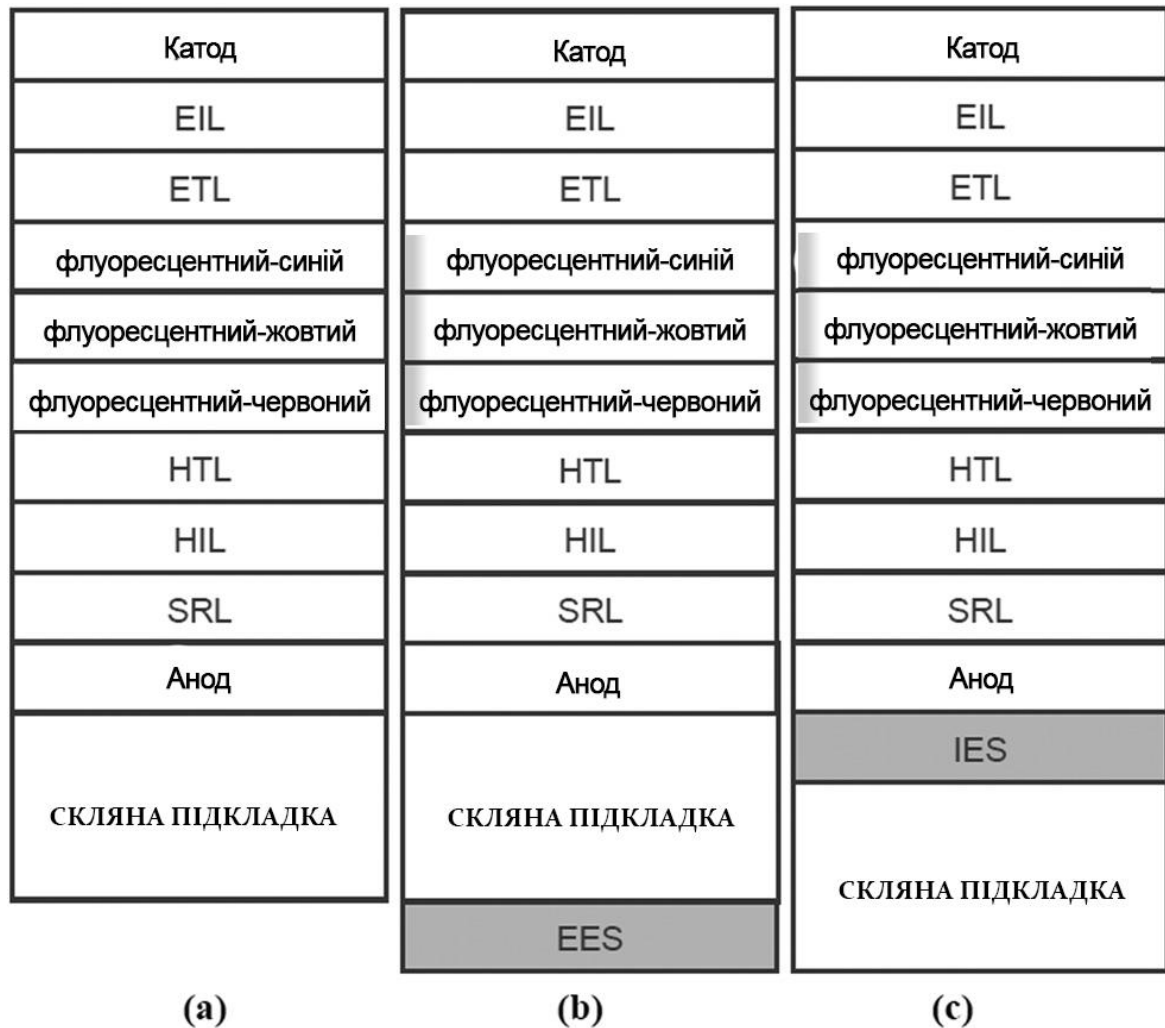 Катод
EIL
ETL
флуоресцентний-синій
флуоресцентний-жовтий
флуоресцентний-червоний
HTL
HIL
SRL
Анод
СКЛЯНА ПІДКЛАДКА
(a)
Катод
EIL
ETL
флуоресцентний-синій
флуоресцентний-жовтий
флуоресцентний-червоний
HTL
HIL
SRL
Анод
СКЛЯНА ПІДКЛАДКА
EES
(b)
Катод
EIL
ETL
флуоресцентний-синій
флуоресцентний-жовтий
флуоресцентний-червоний
HTL
HIL
SRL
Анод
IES
СКЛЯНА ПІДКЛАДКА
(c)